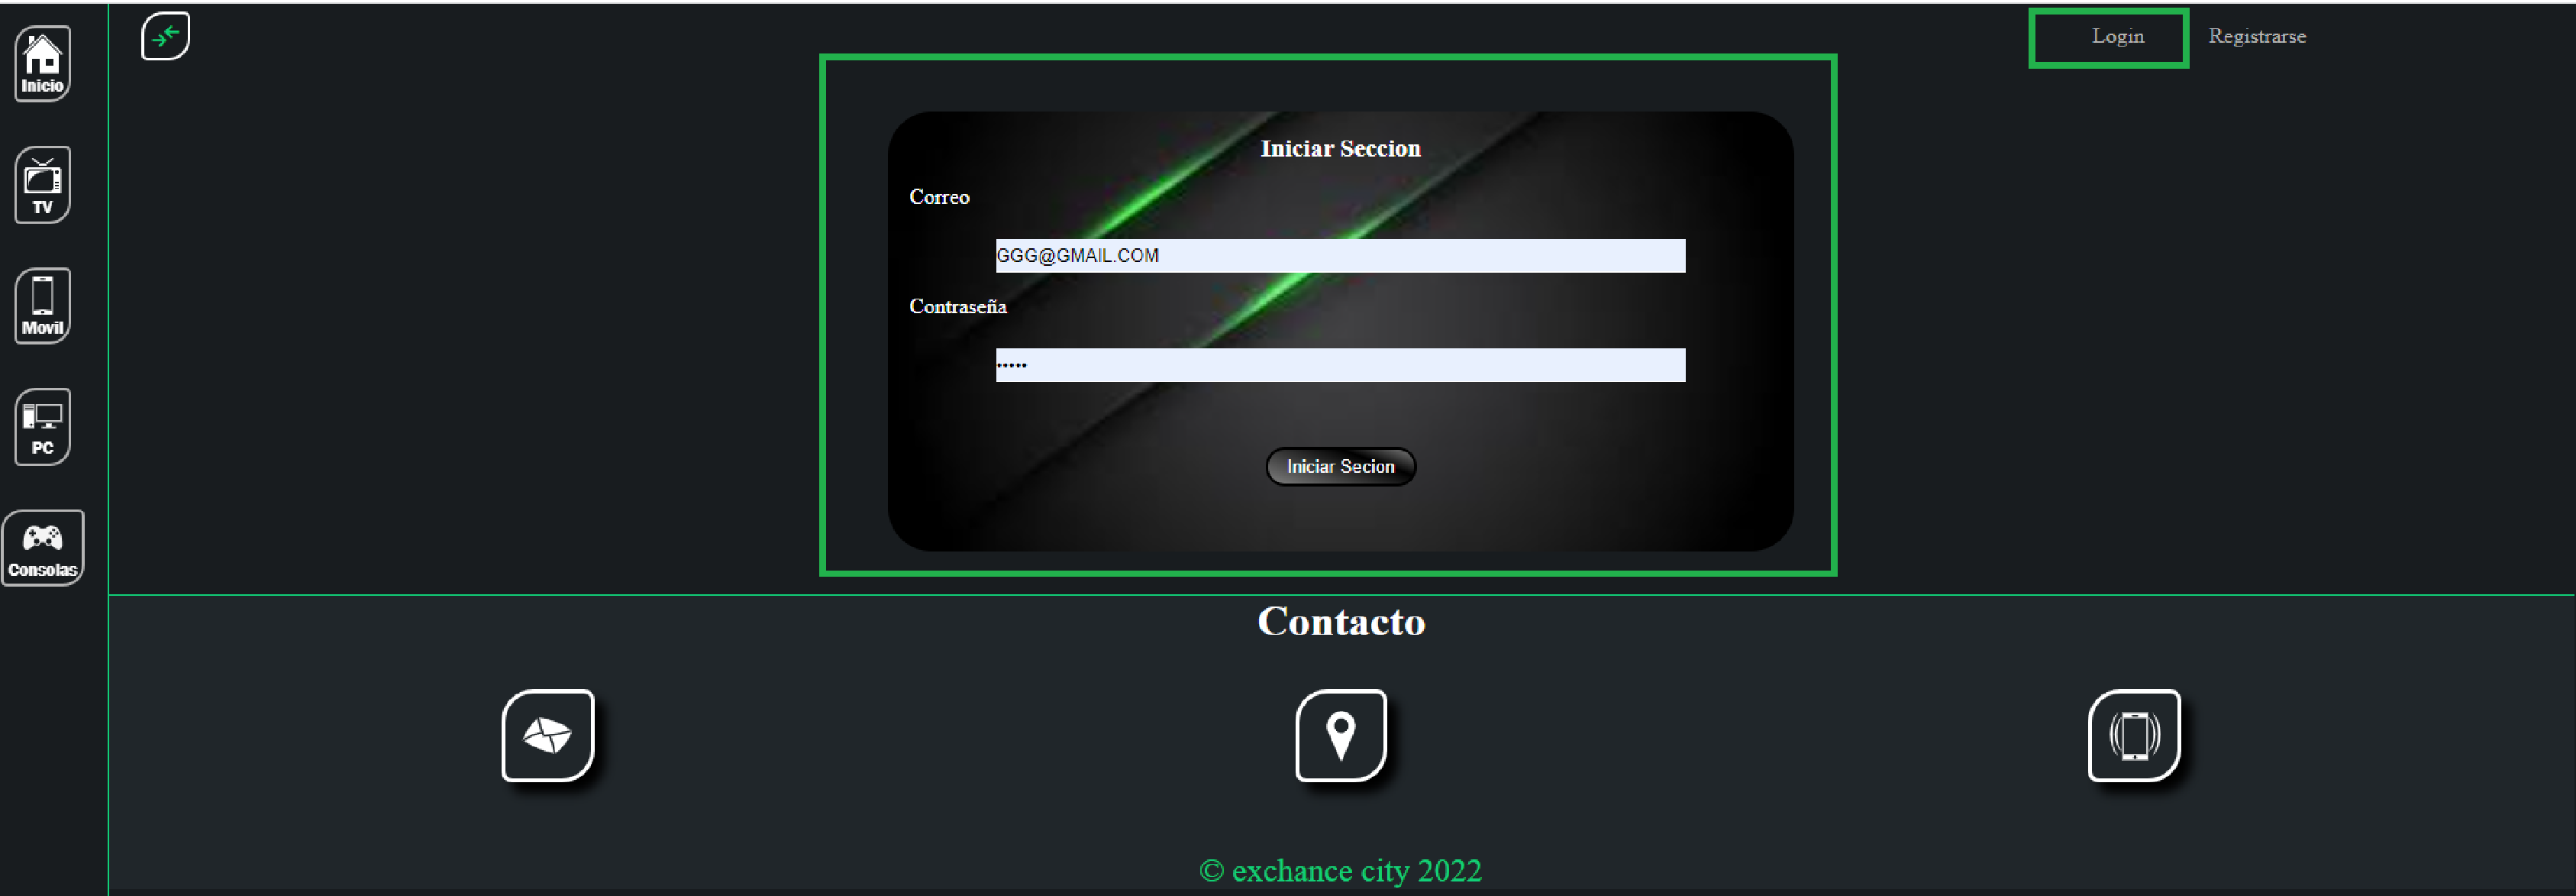 Inicio
TV
Movil
PC
Consolas
Login
Registrarse
Iniciar Seccion
Correo
GGG@GMAIL.COM
Contraseña
•••••
Iniciar Secion
Contacto
© exchance city 2022